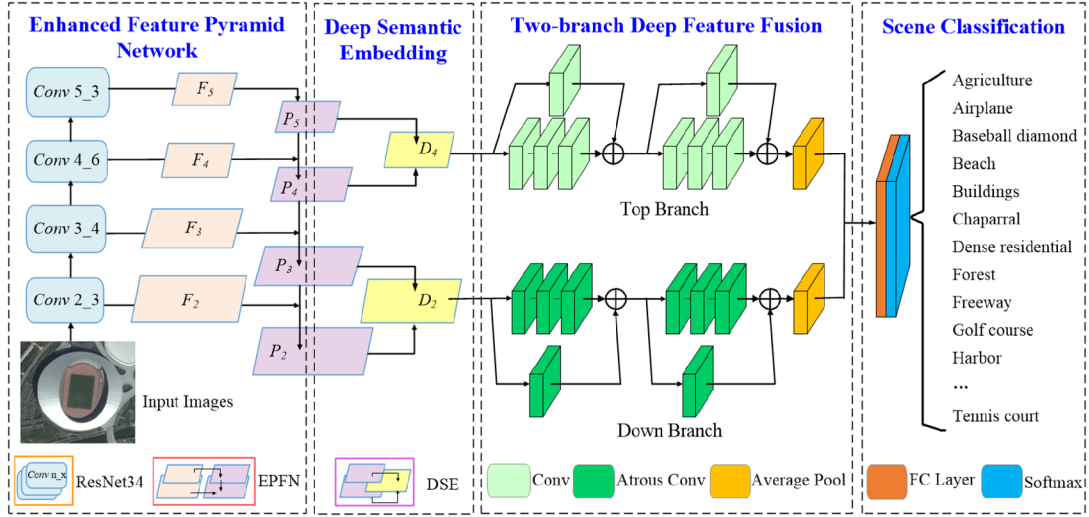 Enhanced Feature Pyramid
Network
Conv 5_3
Conv 4_6
Conv 3_4
Conv 2_3
F5
F4
F3
F2
Input Images
Conv n_x
ResNet34
EPFN
Deep Semantic
Embedding
P5
P4
P3
P2
D4
D2
DSE
Two-branch Deep Feature Fusion
Top Branch
Down Branch
Conv
Atrous Conv
Average Pool
Scene Classification
Agriculture
Airplane
Baseball diamond
Beach
Buildings
Chaparral
Dense residential
Forest
Freeway
Golf course
Harbor
...
Tennis court
FC Layer
Softmax